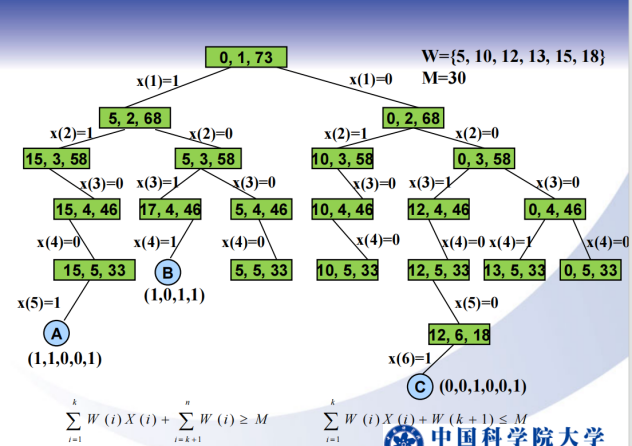 0, 1, 73
W={5, 10, 12, 13, 15, 18}
M=30
x(1)=1
x(1)=0
5, 2, 68
0, 2, 68
x(2)=1
x(2)=0
x(2)=1
x(2)=0
15, 3, 58
5, 3, 58
10, 3, 58
0, 3, 58
x(3)=0
x(3)=1
x(3)=0
x(3)=0
x(3)=1
x(3)=0
15, 4, 46
17, 4, 46
5, 4, 46
10, 4, 46
12, 4, 46
0, 4, 46
x(4)=0
x(4)=1
x(4)=0
x(4)=0
x(4)=0
x(4)=1
x(4)=0
15, 5, 33
B
5, 5, 33
10, 5, 33
12, 5, 33
13, 5, 33
0, 5, 33
(1,0,1,1)
x(5)=1
x(5)=0
A
12, 6, 18
(1,1,0,0,1)
x(6)=1
C
(0,0,1,0,0,1)
k n k
∑ W (i) X (i) + ∑ W (i) ≥ M ∑ W (i) X (i) + W (k + 1) ≤ M
i=1 i=k+1 i=1
中国科学院大学